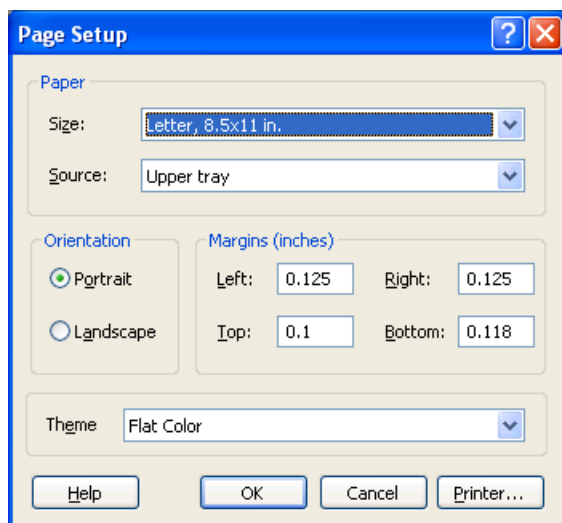 Page Setup
Paper
Size: Letter, 8.5x11 in.
Source: Upper tray
Orientation
Portrait
Landscape
Margins (inches)
Left: 0.125 Right: 0.125
Top: 0.1 Bottom: 0.118
Theme Flat Color
Help OK Cancel Printer...